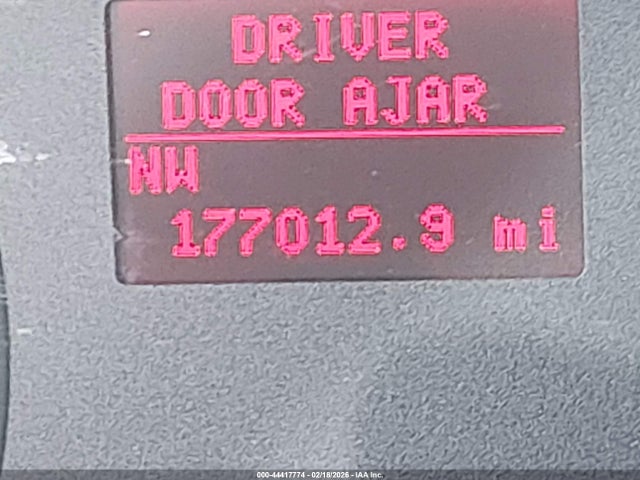 DRIVER
DOOR AJAR
NW
177012.9 mi
000-44417774 - 02/18/2026 - IAA Inc.